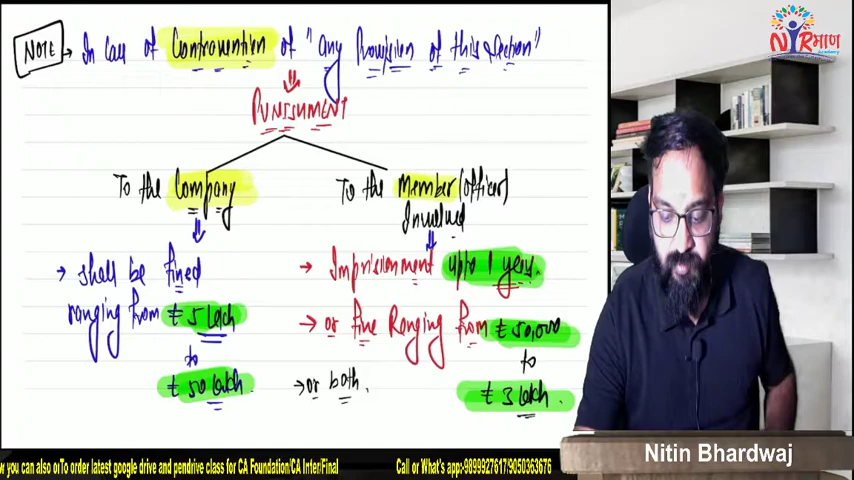 NOTE → In case of Contravention of "Any Provision of this section"
PUNISHMENT
To the Company
To the member (officer)
Involved
→ shall be fined
ranging from ₹ 5 lakh
to
₹ 50 lakh
→ Imprisionment upto 1 year.
→ or fine Ranging from ₹ 50,000
to
₹ 3 lakh.
→ or both.
NIRमाण
Nitin Bhardwaj
w you can also or To order latest google drive and pendrive class for CA Foundation/CA Inter/Final
Call or What's app-9899927617/9050363676